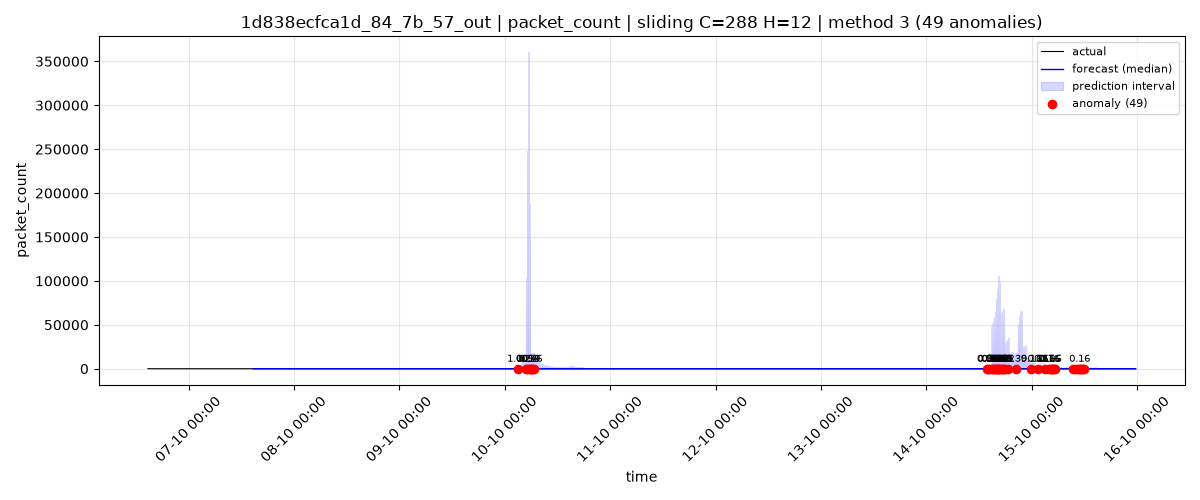 1d838ecfca1d_84_7b_57_out | packet_count | sliding C=288 H=12 | method 3 (49 anomalies)
actual
forecast (median)
prediction interval
anomaly (49)
packet_count
350000
300000
250000
200000
150000
100000
50000
0
0.16
07-10 00:00
08-10 00:00
09-10 00:00
10-10 00:00
11-10 00:00
12-10 00:00
13-10 00:00
14-10 00:00
15-10 00:00
16-10 00:00
time